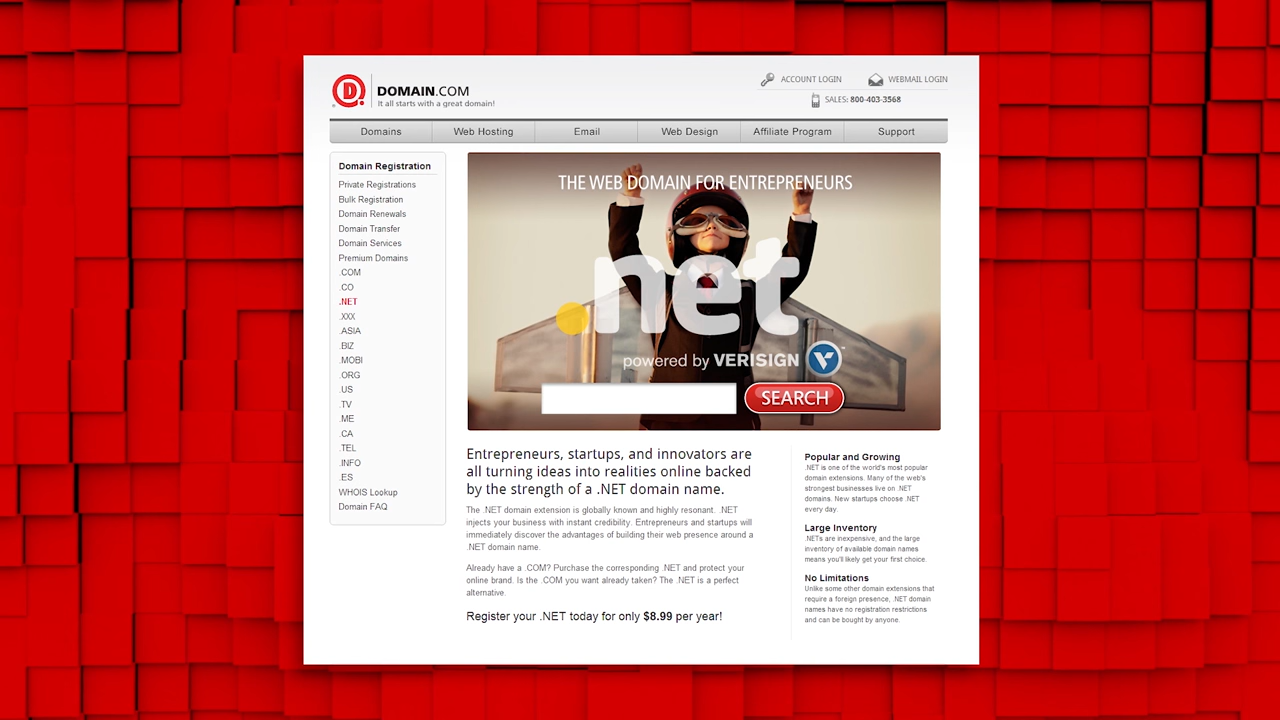 D
DOMAIN.COM
It all starts with a great domain!
ACCOUNT LOGIN
WEBMAIL LOGIN
SALES: 800-403-3568
Domains
Web Hosting
Email
Web Design
Affiliate Program
Support
Domain Registration
Private Registrations
Bulk Registration
Domain Renewals
Domain Transfer
Domain Services
Premium Domains
.COM
.CO
.NET
.XXX
.ASIA
.BIZ
.MOBI
.ORG
.US
.TV
.ME
.CA
.TEL
.INFO
.ES
WHOIS Lookup
Domain FAQ
THE WEB DOMAIN FOR ENTREPRENEURS
.net
powered by VERISIGN
SEARCH
Entrepreneurs, startups, and innovators are
all turning ideas into realities online backed
by the strength of a .NET domain name.
The .NET domain extension is globally known and highly resonant. .NET
injects your business with instant credibility. Entrepreneurs and startups will
immediately discover the advantages of building their web presence around a
.NET domain name.
Already have a .COM? Purchase the corresponding .NET and protect your
online brand. Is the .COM you want already taken? The .NET is a perfect
alternative.
Register your .NET today for only $8.99 per year!
Popular and Growing
.NET is one of the world's most popular
domain extensions. Many of the web's
strongest businesses live on .NET
domains. New startups choose .NET
every day.
Large Inventory
.NETs are inexpensive, and the large
inventory of available domain names
means you'll likely get your first choice.
No Limitations
Unlike some other domain extensions that
require a foreign presence, .NET domain
names have no registration restrictions
and can be bought by anyone.